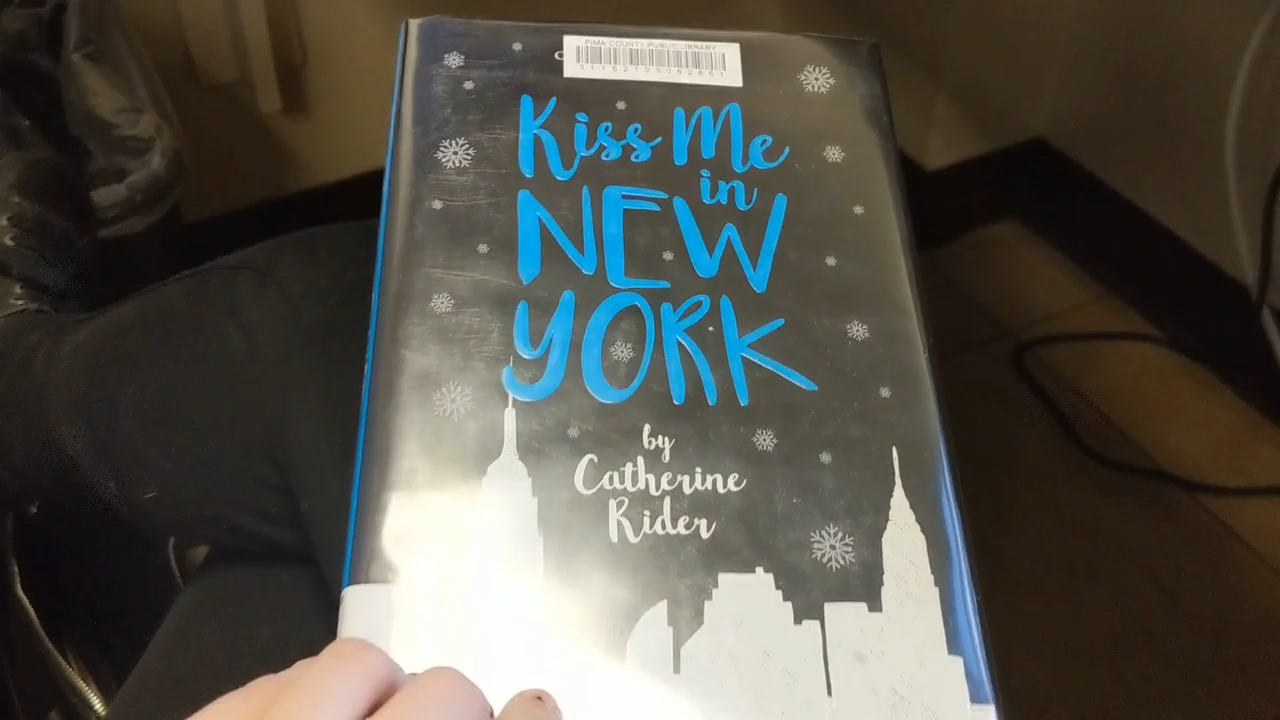 PIMA COUNTY PUBLIC LIBRARY
Kiss Me
in
NEW
YORK
by
Catherine
Rider